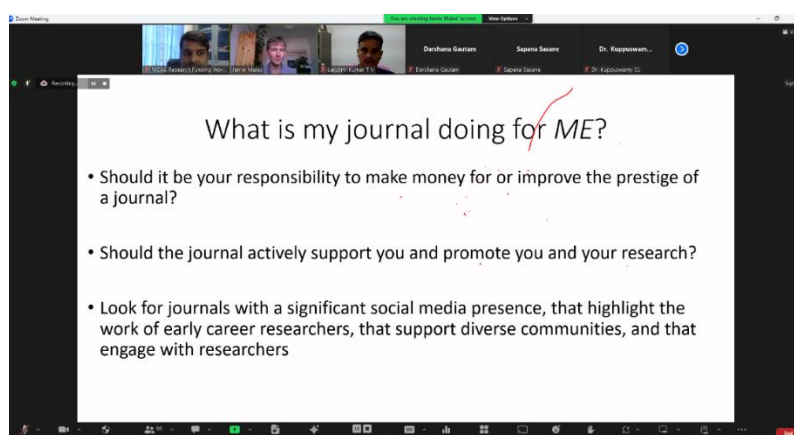 Zoom Meeting
You are viewing Jamie Males' screen View Options
Darshana Gautam
Sapana Sasane
Dr. Kuppuswam...
Jamie Males
Lakshmi Kumar T V
Darshana Gautam
Sapana Sasane
Dr. Kuppuswamy
Recording...
What is my journal doing for ME?
• Should it be your responsibility to make money for or improve the prestige of
a journal?
• Should the journal actively support you and promote you and your research?
• Look for journals with a significant social media presence, that highlight the
work of early career researchers, that support diverse communities, and that
engage with researchers